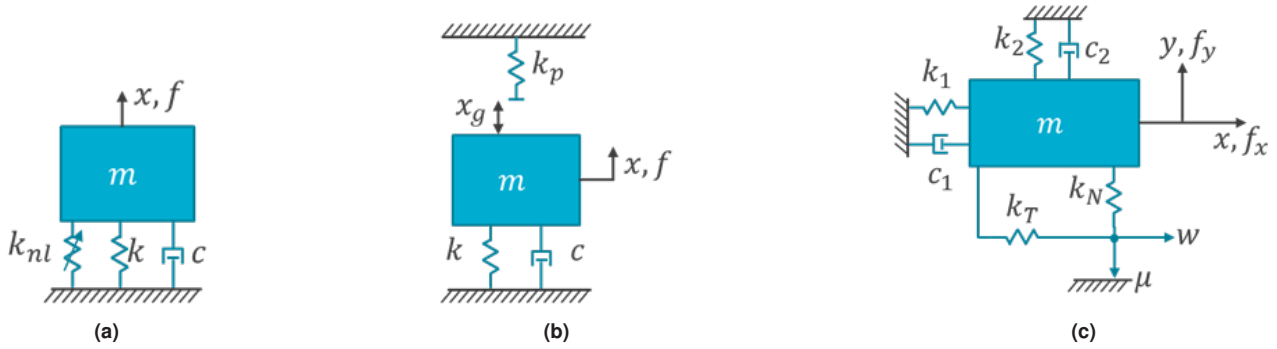 x, f
m
k_{nl}
k
c
(a)
k_p
x_g
m
x, f
k
c
(b)
k_2
c_2
y, f_y
k_1
m
x, f_x
c_1
k_N
k_T
w
μ
(c)